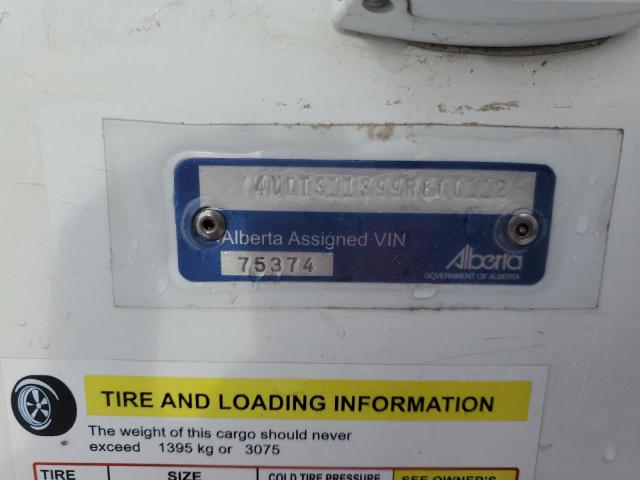 Alberta Assigned VIN
75374
Alberta
GOVERNMENT OF ALBERTA
TIRE AND LOADING INFORMATION
The weight of this cargo should never
exceed 1395 kg or 3075
TIRE SIZE COLD TIRE PRESSURE SEE OWNER'S